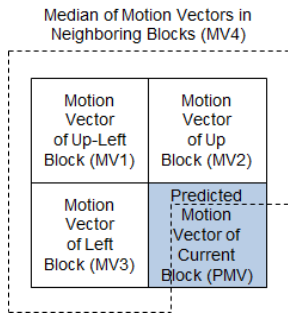 Median of Motion Vectors in
Neighboring Blocks (MV4)
Motion
Vector
of Up-Left
Block (MV1)
Motion
Vector
of Up
Block (MV2)
Motion
Vector
of Left
Block (MV3)
Predicted
Motion
Vector of
Current
Block (PMV)